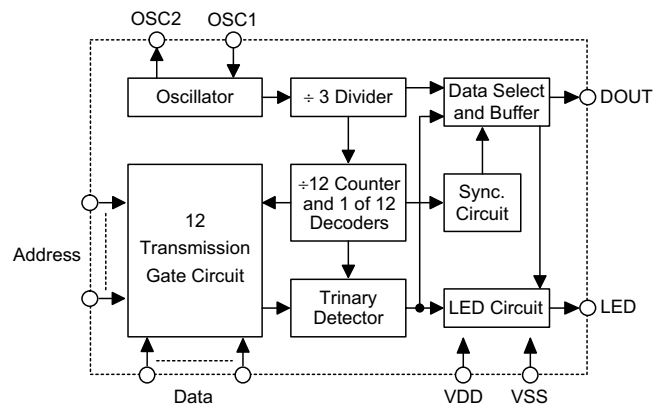 OSC2 OSC1
Oscillator
÷ 3 Divider
Data Select
and Buffer
DOUT
12
Transmission
Gate Circuit
÷12 Counter
and 1 of 12
Decoders
Sync.
Circuit
Address
Trinary
Detector
LED Circuit
LED
Data
VDD
VSS